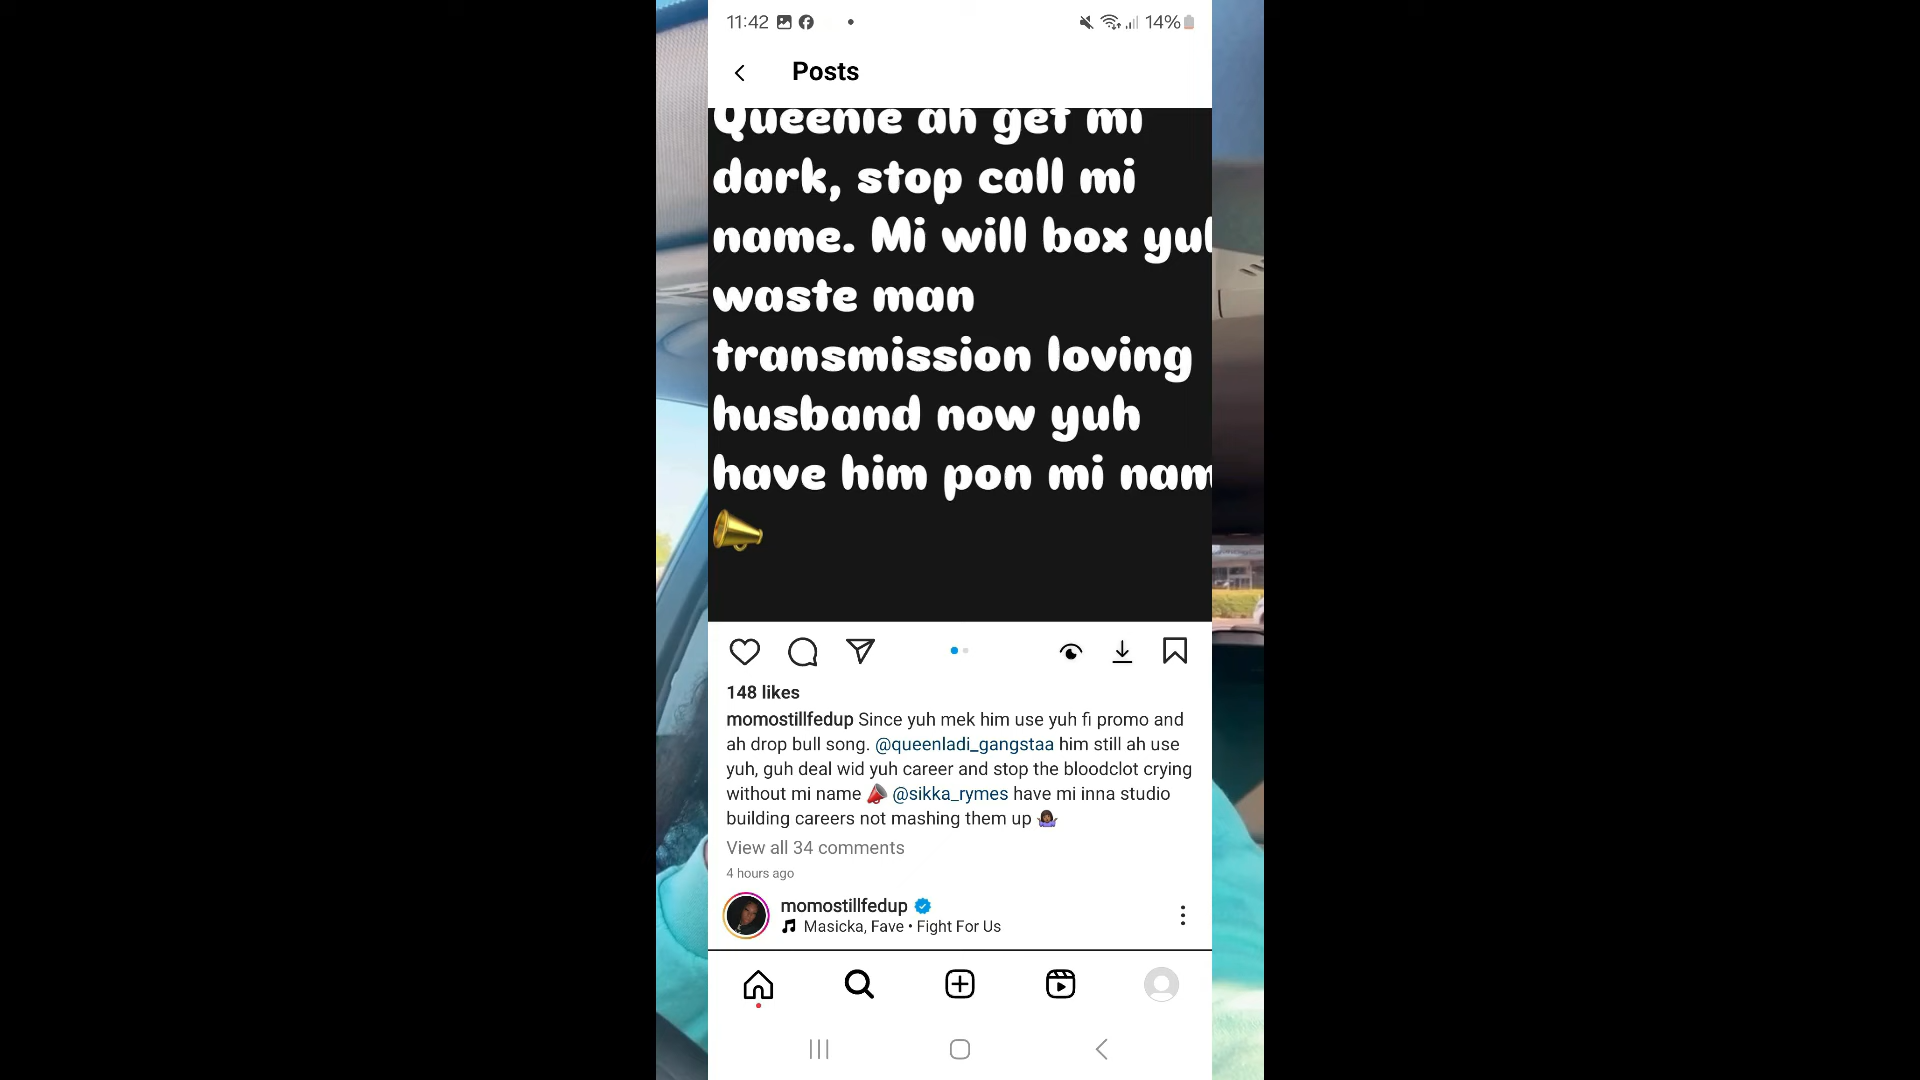 11:42
14%
Posts
Queenie ah get mi
dark, stop call mi
name. Mi will box yuh
waste man
transmission loving
husband now yuh
have him pon mi nam
148 likes
momostillfedup Since yuh mek him use yuh fi promo and
ah drop bull song. @queenladi_gangstaa him still ah use
yuh, guh deal wid yuh career and stop the bloodclot crying
without mi name @sikka_rymes have mi inna studio
building careers not mashing them up
View all 34 comments
4 hours ago
momostillfedup
Masicka, Fave • Fight For Us